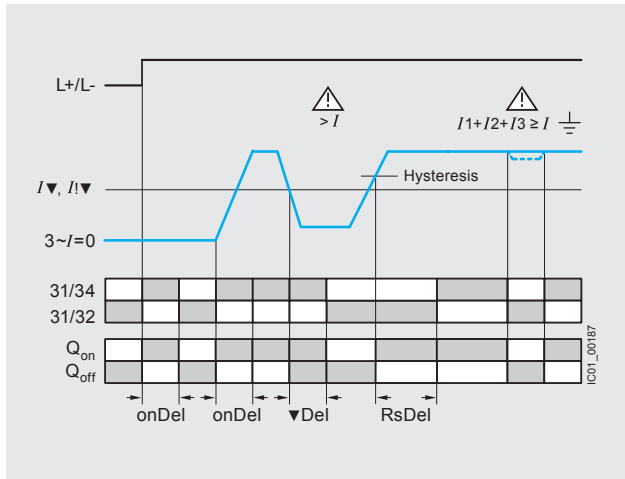 L+/L-
> I
I1+I2+I3 ≥ I
I▼, I!▼
Hysteresis
3~I=0
31/34
31/32
Qon
Qoff
onDel onDel ▼Del RsDel
IC01_00187